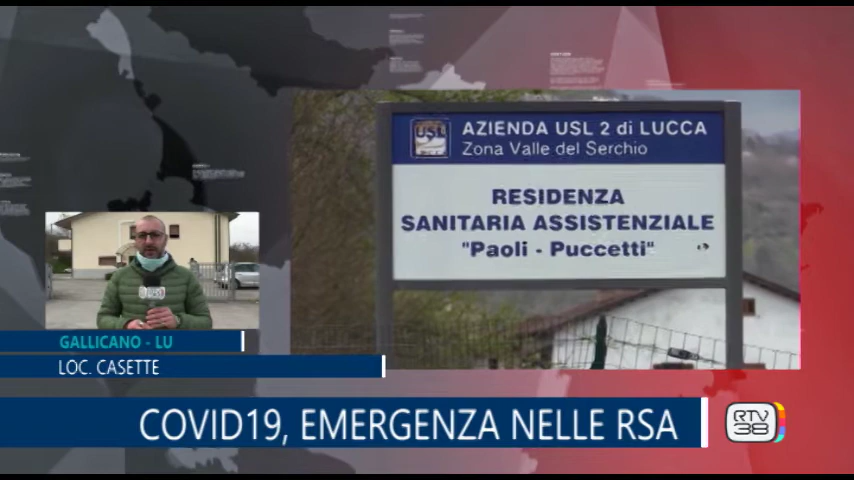 USL
AZIENDA USL 2 di LUCCA
Zona Valle del Serchio
RESIDENZA
SANITARIA ASSISTENZIALE
"Paoli - Puccetti"
GALLICANO - LU
LOC. CASETTE
COVID19, EMERGENZA NELLE RSA
RTV
38